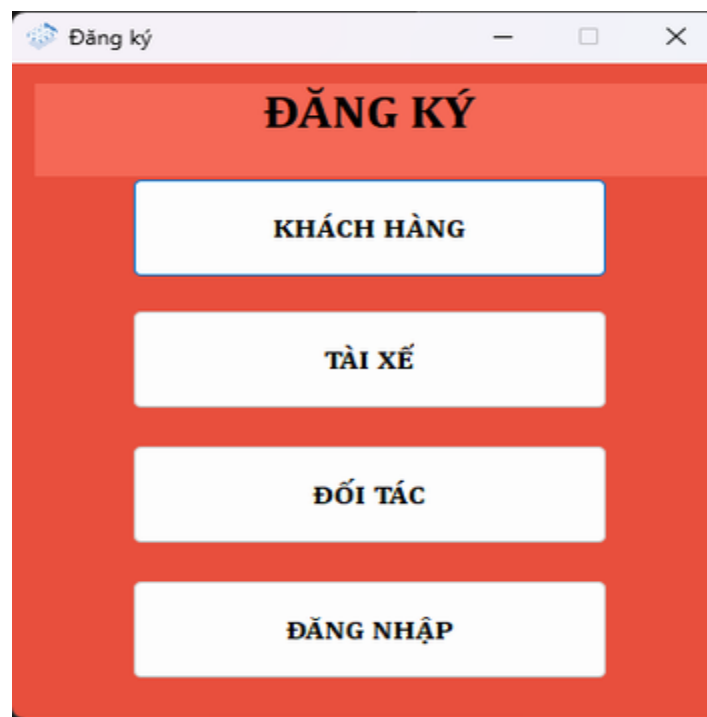 Đăng ký
ĐĂNG KÝ
KHÁCH HÀNG
TÀI XẾ
ĐỐI TÁC
ĐĂNG NHẬP